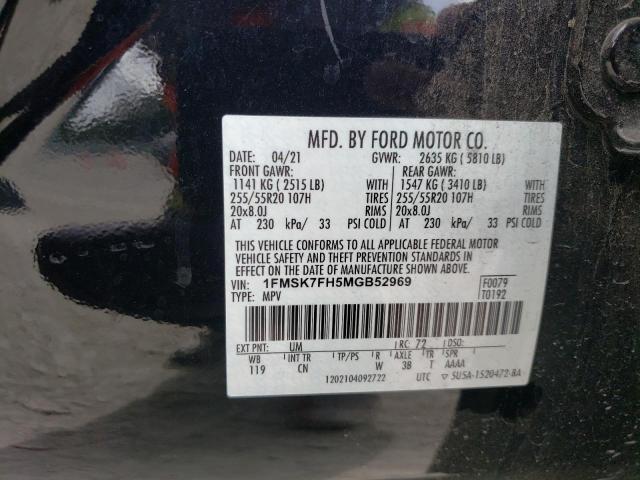 MFD. BY FORD MOTOR CO.
DATE: 04/21 GVWR: 2635 KG ( 5810 LB)
FRONT GAWR: REAR GAWR:
1141 KG ( 2515 LB) WITH 1547 KG ( 3410 LB) WITH
255/55R20 107H TIRES 255/55R20 107H TIRES
20x8.0J RIMS 20x8.0J RIMS
AT 230 kPa/ 33 PSI COLD AT 230 kPa/ 33 PSI COLD
THIS VEHICLE CONFORMS TO ALL APPLICABLE FEDERAL MOTOR
VEHICLE SAFETY AND THEFT PREVENTION STANDARDS IN
EFFECT ON THE DATE OF MANUFACTURE SHOWN ABOVE.
VIN: 1FMSK7FH5MGB52969 F0079
TYPE: MPV T0192
EXT PNT: UM RC: 72 DSO:
WB INT TR TP/PS R AXLE TR SPR
119 CN W 3B T AAAA
1202104092722 UTC 5U5A-1520472-BA